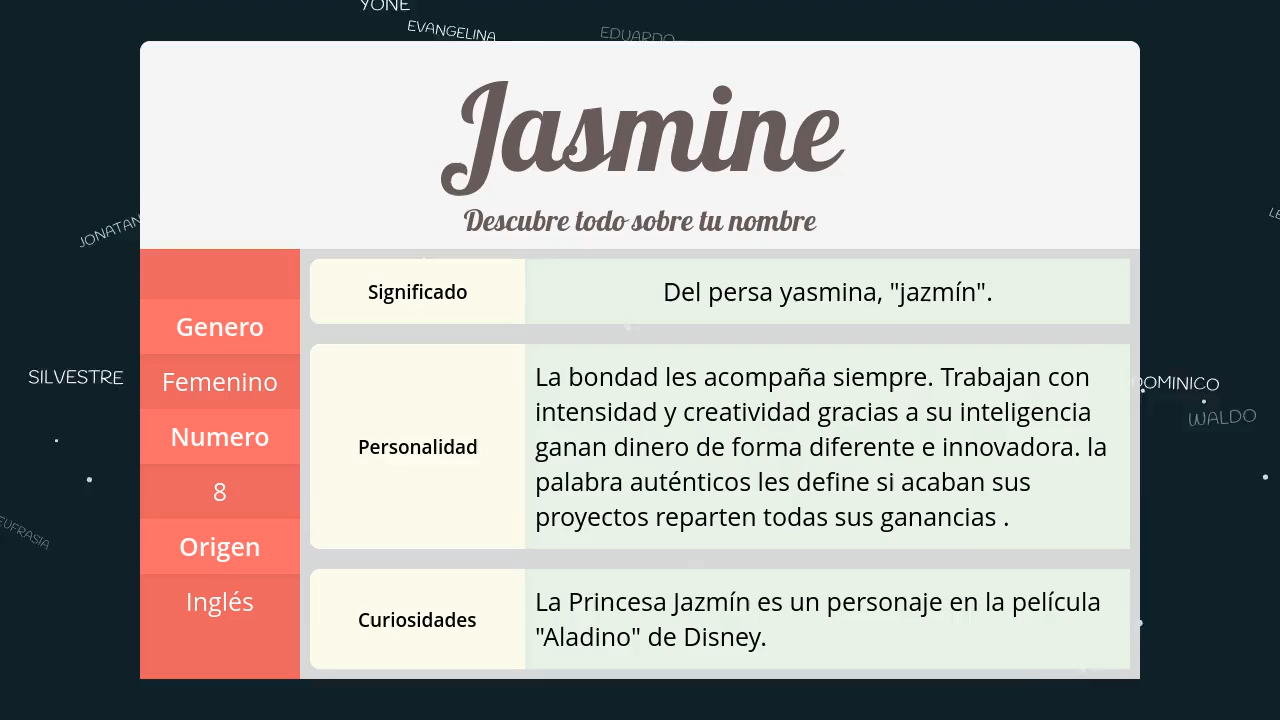 YONE
EVANGELINA
EDUARDO
Jasmine
Descubre todo sobre tu nombre
JONATAN
Significado
Del persa yasmina, "jazmín".
Genero
Femenino
Numero
8
Origen
Inglés
Personalidad
La bondad les acompaña siempre. Trabajan con
intensidad y creatividad gracias a su inteligencia
ganan dinero de forma diferente e innovadora. la
palabra auténticos les define si acaban sus
proyectos reparten todas sus ganancias .
Curiosidades
La Princesa Jazmín es un personaje en la película
"Aladino" de Disney.
SILVESTRE
DOMINICO
WALDO
EUFRASIA